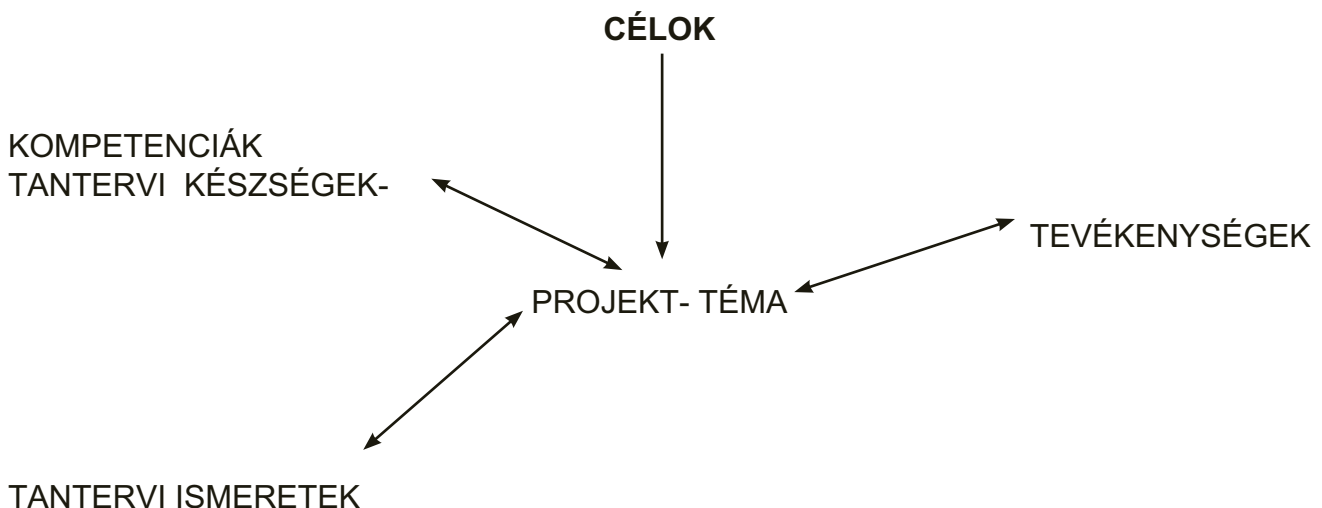 CÉLOK
KOMPETENCIÁK
TANTERVI KÉSZSÉGEK-
TEVÉKENYSÉGEK
PROJEKT- TÉMA
TANTERVI ISMERETEK